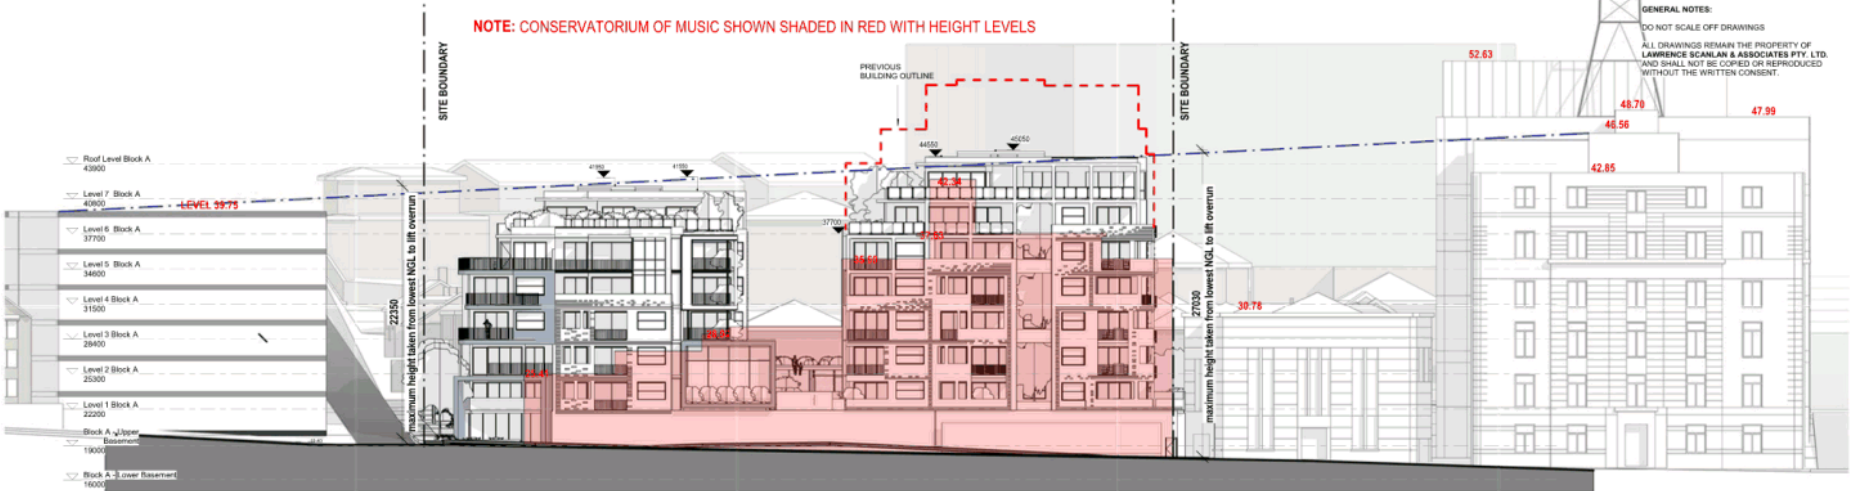 NOTE: CONSERVATORIUM OF MUSIC SHOWN SHADED IN RED WITH HEIGHT LEVELS
GENERAL NOTES:
DO NOT SCALE OFF DRAWINGS
ALL DRAWINGS REMAIN THE PROPERTY OF
LAWRENCE SCANLAN & ASSOCIATES PTY. LTD.
AND SHALL NOT BE COPIED OR REPRODUCED
WITHOUT THE WRITTEN CONSENT.
SITE BOUNDARY
PREVIOUS
BUILDING OUTLINE
SITE BOUNDARY
52.63
48.70
47.99
46.56
42.85
Roof Level Block A
43900
Level 7 Block A
40800
LEVEL 39.75
Level 6 Block A
37700
Level 5 Block A
34600
Level 4 Block A
31500
Level 3 Block A
28400
Level 2 Block A
25300
Level 1 Block A
22200
Block A - Upper
Basement
19000
Block A - Lower Basement
16000
22350
maximum height taken from lowest NGL to lift overrun
41550
44550
45050
37700
42.34
27030
maximum height taken from lowest NGL to lift overrun
30.76